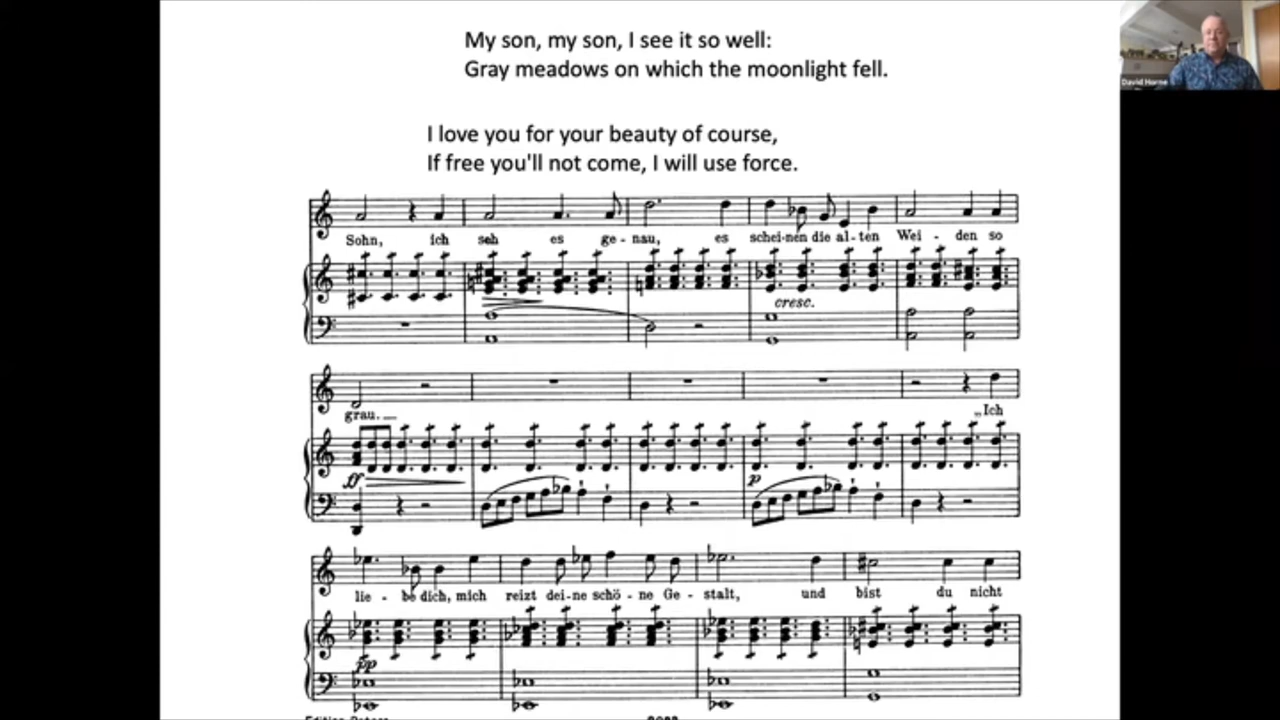 My son, my son, I see it so well:
Gray meadows on which the moonlight fell.
David Horne
I love you for your beauty of course,
If free you'll not come, I will use force.
Sohn, ich seh es ge - nau, es schei-nen die al-ten Wei - den so
cresc.
grau.
„Ich
ff
p
lie - be dich, mich reizt dei-ne schö-ne Ge - stalt, und bist du nicht
pp